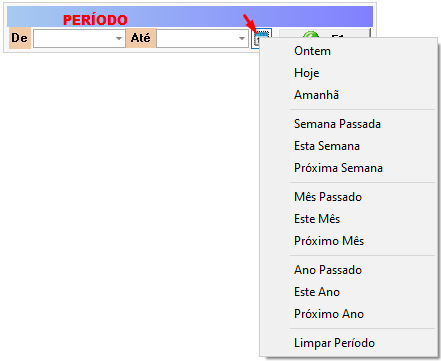 PERÍODO
De Até
Ontem
Hoje
Amanhã
Semana Passada
Esta Semana
Próxima Semana
Mês Passado
Este Mês
Próximo Mês
Ano Passado
Este Ano
Próximo Ano
Limpar Período